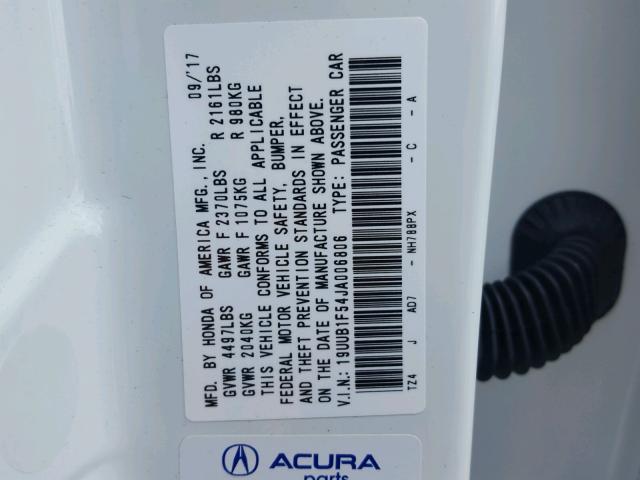 MFD. BY HONDA OF AMERICA MFG., INC. 09/'17
GVWR 4497LBS GAWR F 2370LBS R 2161LBS
GVWR 2040KG GAWR F 1075KG R 980KG
THIS VEHICLE CONFORMS TO ALL APPLICABLE
FEDERAL MOTOR VEHICLE SAFETY, BUMPER,
AND THEFT PREVENTION STANDARDS IN EFFECT
ON THE DATE OF MANUFACTURE SHOWN ABOVE.
V.I.N.: 19UUB1F54JA006806 TYPE: PASSENGER CAR
TZ4 J AD7 - NH788PX - C - A
ACURA
parts